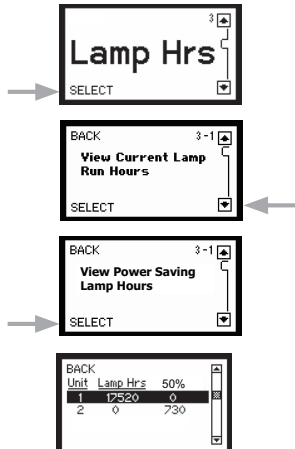 3
Lamp Hrs
SELECT
BACK 3-1
View Current Lamp
Run Hours
SELECT
BACK 3-1
View Power Saving
Lamp Hours
SELECT
BACK
Unit Lamp Hrs 50%
1 17520 0
2 0 730